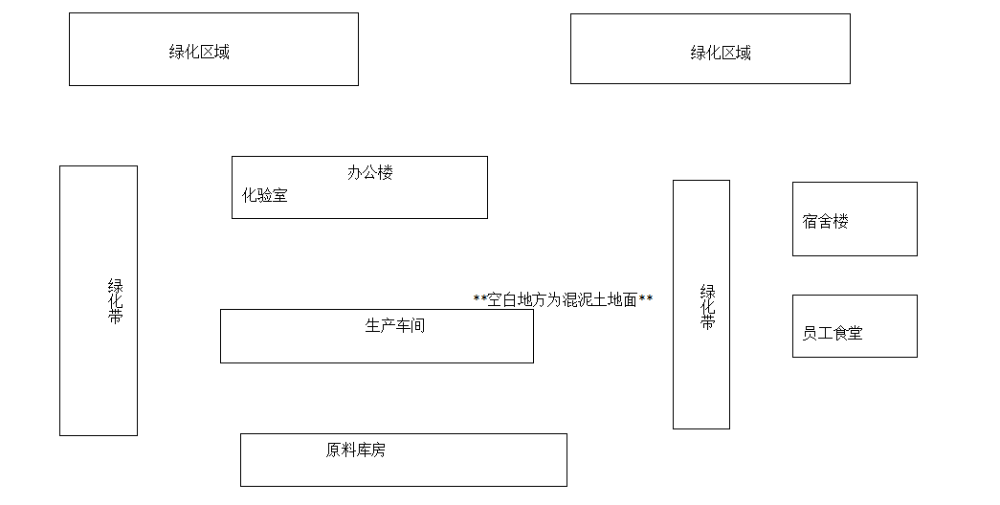 绿化区域
绿化区域
办公楼
化验室
宿舍楼
绿化带
**空白地方为混泥土地面**
绿化带
生产车间
员工食堂
原料库房